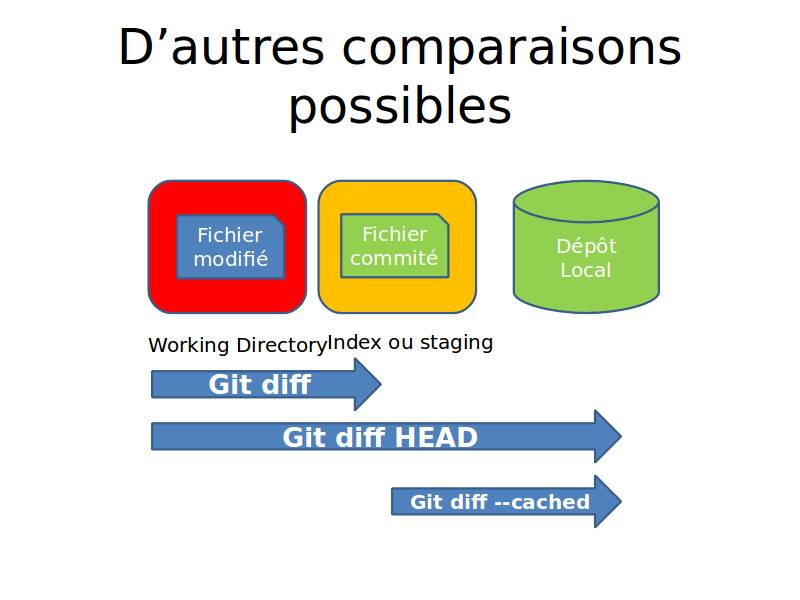 D’autres comparaisons
possibles
Fichier
modifié
Fichier
commité
Dépôt
Local
Working Directory
Index ou staging
Git diff
Git diff HEAD
Git diff --cached